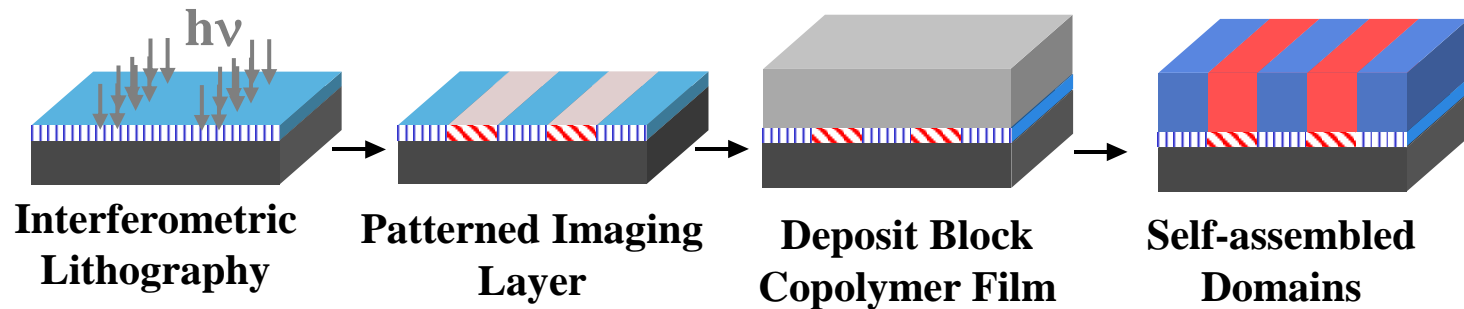 hν
Interferometric
Lithography
Patterned Imaging
Layer
Deposit Block
Copolymer Film
Self-assembled
Domains